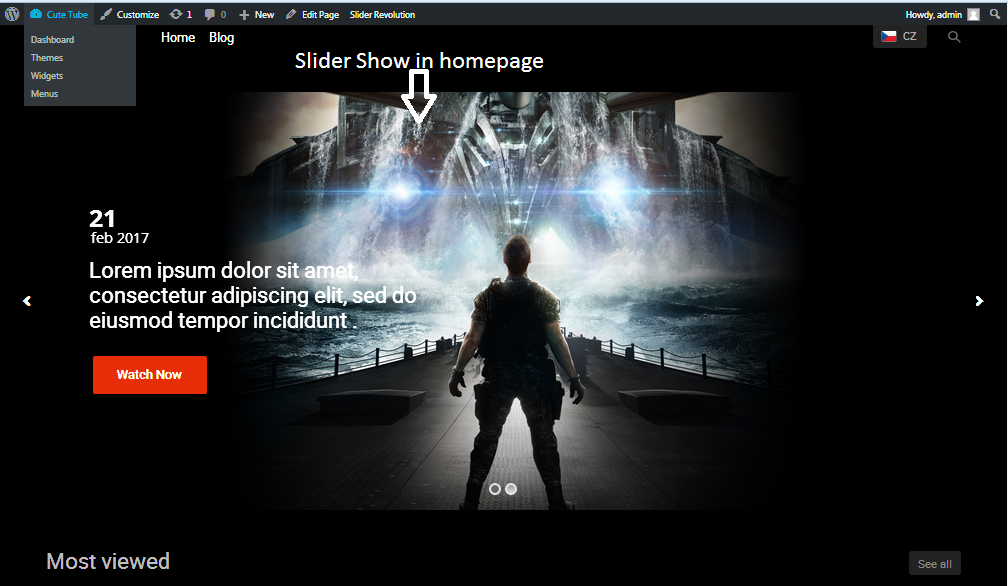 Cute Tube Customize 1 0 New Edit Page Slider Revolution Howdy, admin
Dashboard
Themes
Widgets
Menus
Home Blog
CZ
Slider Show in homepage
21
feb 2017
Lorem ipsum dolor sit amet,
consectetur adipiscing elit, sed do
eiusmod tempor incididunt .
Watch Now
Most viewed
See all